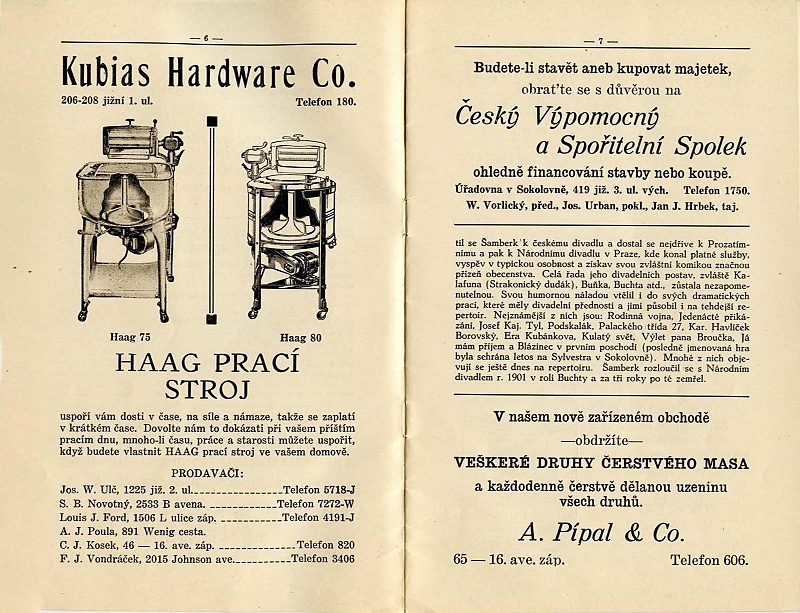 — 6 —
Kubias Hardware Co.
206-208 jižní 1. ul. Telefon 180.
Haag 75 Haag 80
HAAG PRACÍ
STROJ
uspoří vám dosti v čase, na síle a námaze, takže se zaplatí
v krátkém čase. Dovolte nám to dokázati při vašem příštím
pracím dnu, mnoho-li času, práce a starosti můžete uspořit,
když budete vlastnit HAAG prací stroj ve vašem domově.
PRODAVAČI:
Jos. W. Ulč, 1225 již. 2. ul. Telefon 5718-J
S. B. Novotný, 2533 B avena. Telefon 7272-W
Louis J. Ford, 1506 L ulice záp. Telefon 4191-J
A. J. Poula, 891 Wenig cesta.
C. J. Kosek, 46 — 16. ave. záp. Telefon 820
F. J. Vondráček, 2015 Johnson ave. Telefon 3406
— 7 —
Budete-li stavět aneb kupovat majetek,
obrať'te se s důvěrou na
Český Výpomocný
a Spořitelní Spolek
ohledně financování stavby nebo koupě.
Úřadovna v Sokolovně, 419 již. 3. ul. vých. Telefon 1750.
W. Vorlický, před., Jos. Urban, pokl., Jan J. Hrbek, taj.
til se Šamberk k českému divadlu a dostal se nejdříve k Prozatím-
nímu a pak k Národnímu divadlu v Praze, kde konal platné služby,
vyspěv v typickou osobnost a získav svou zvláštní komikou značnou
přízeň obecenstva. Celá řada jeho divadelních postav, zvláště Ka-
lafuna (Strakonický dudák), Buňka, Buchta atd., zůstala nezapome-
nutelnou. Svou humornou náladu vtělil i do svých dramatických
prací, které měly divadelní přednosti a jimi působil i na tehdejší re-
pertoir. Nejznámější z nich jsou: Rodinná vojna, Jedenácté přiká-
zání, Josef Kaj. Tyl, Podskalák, Palackého třída 27, Kar. Havlíček
Borovský, Era Kubánkova, Kulatý svět, Výlet pana Broučka, Já
mám příjem a Blázinec v prvním poschodí (posledně jmenovaná hra
byla sehrána letos na Sylvestra v Sokolovně). Mnohé z nich obje-
vují se ještě dnes na repertoiru. Šamberk rozloučil se s Národním
divadlem r. 1901 v roli Buchty a za tři roky po té zemřel.
V našem nově zařízeném obchodě
—obdržíte—
VEŠKERÉ DRUHY ČERSTVÉHO MASA
a každodenně čerstvě dělanou uzeninu
všech druhů.
A. Pípal & Co.
65 — 16. ave. záp. Telefon 606.